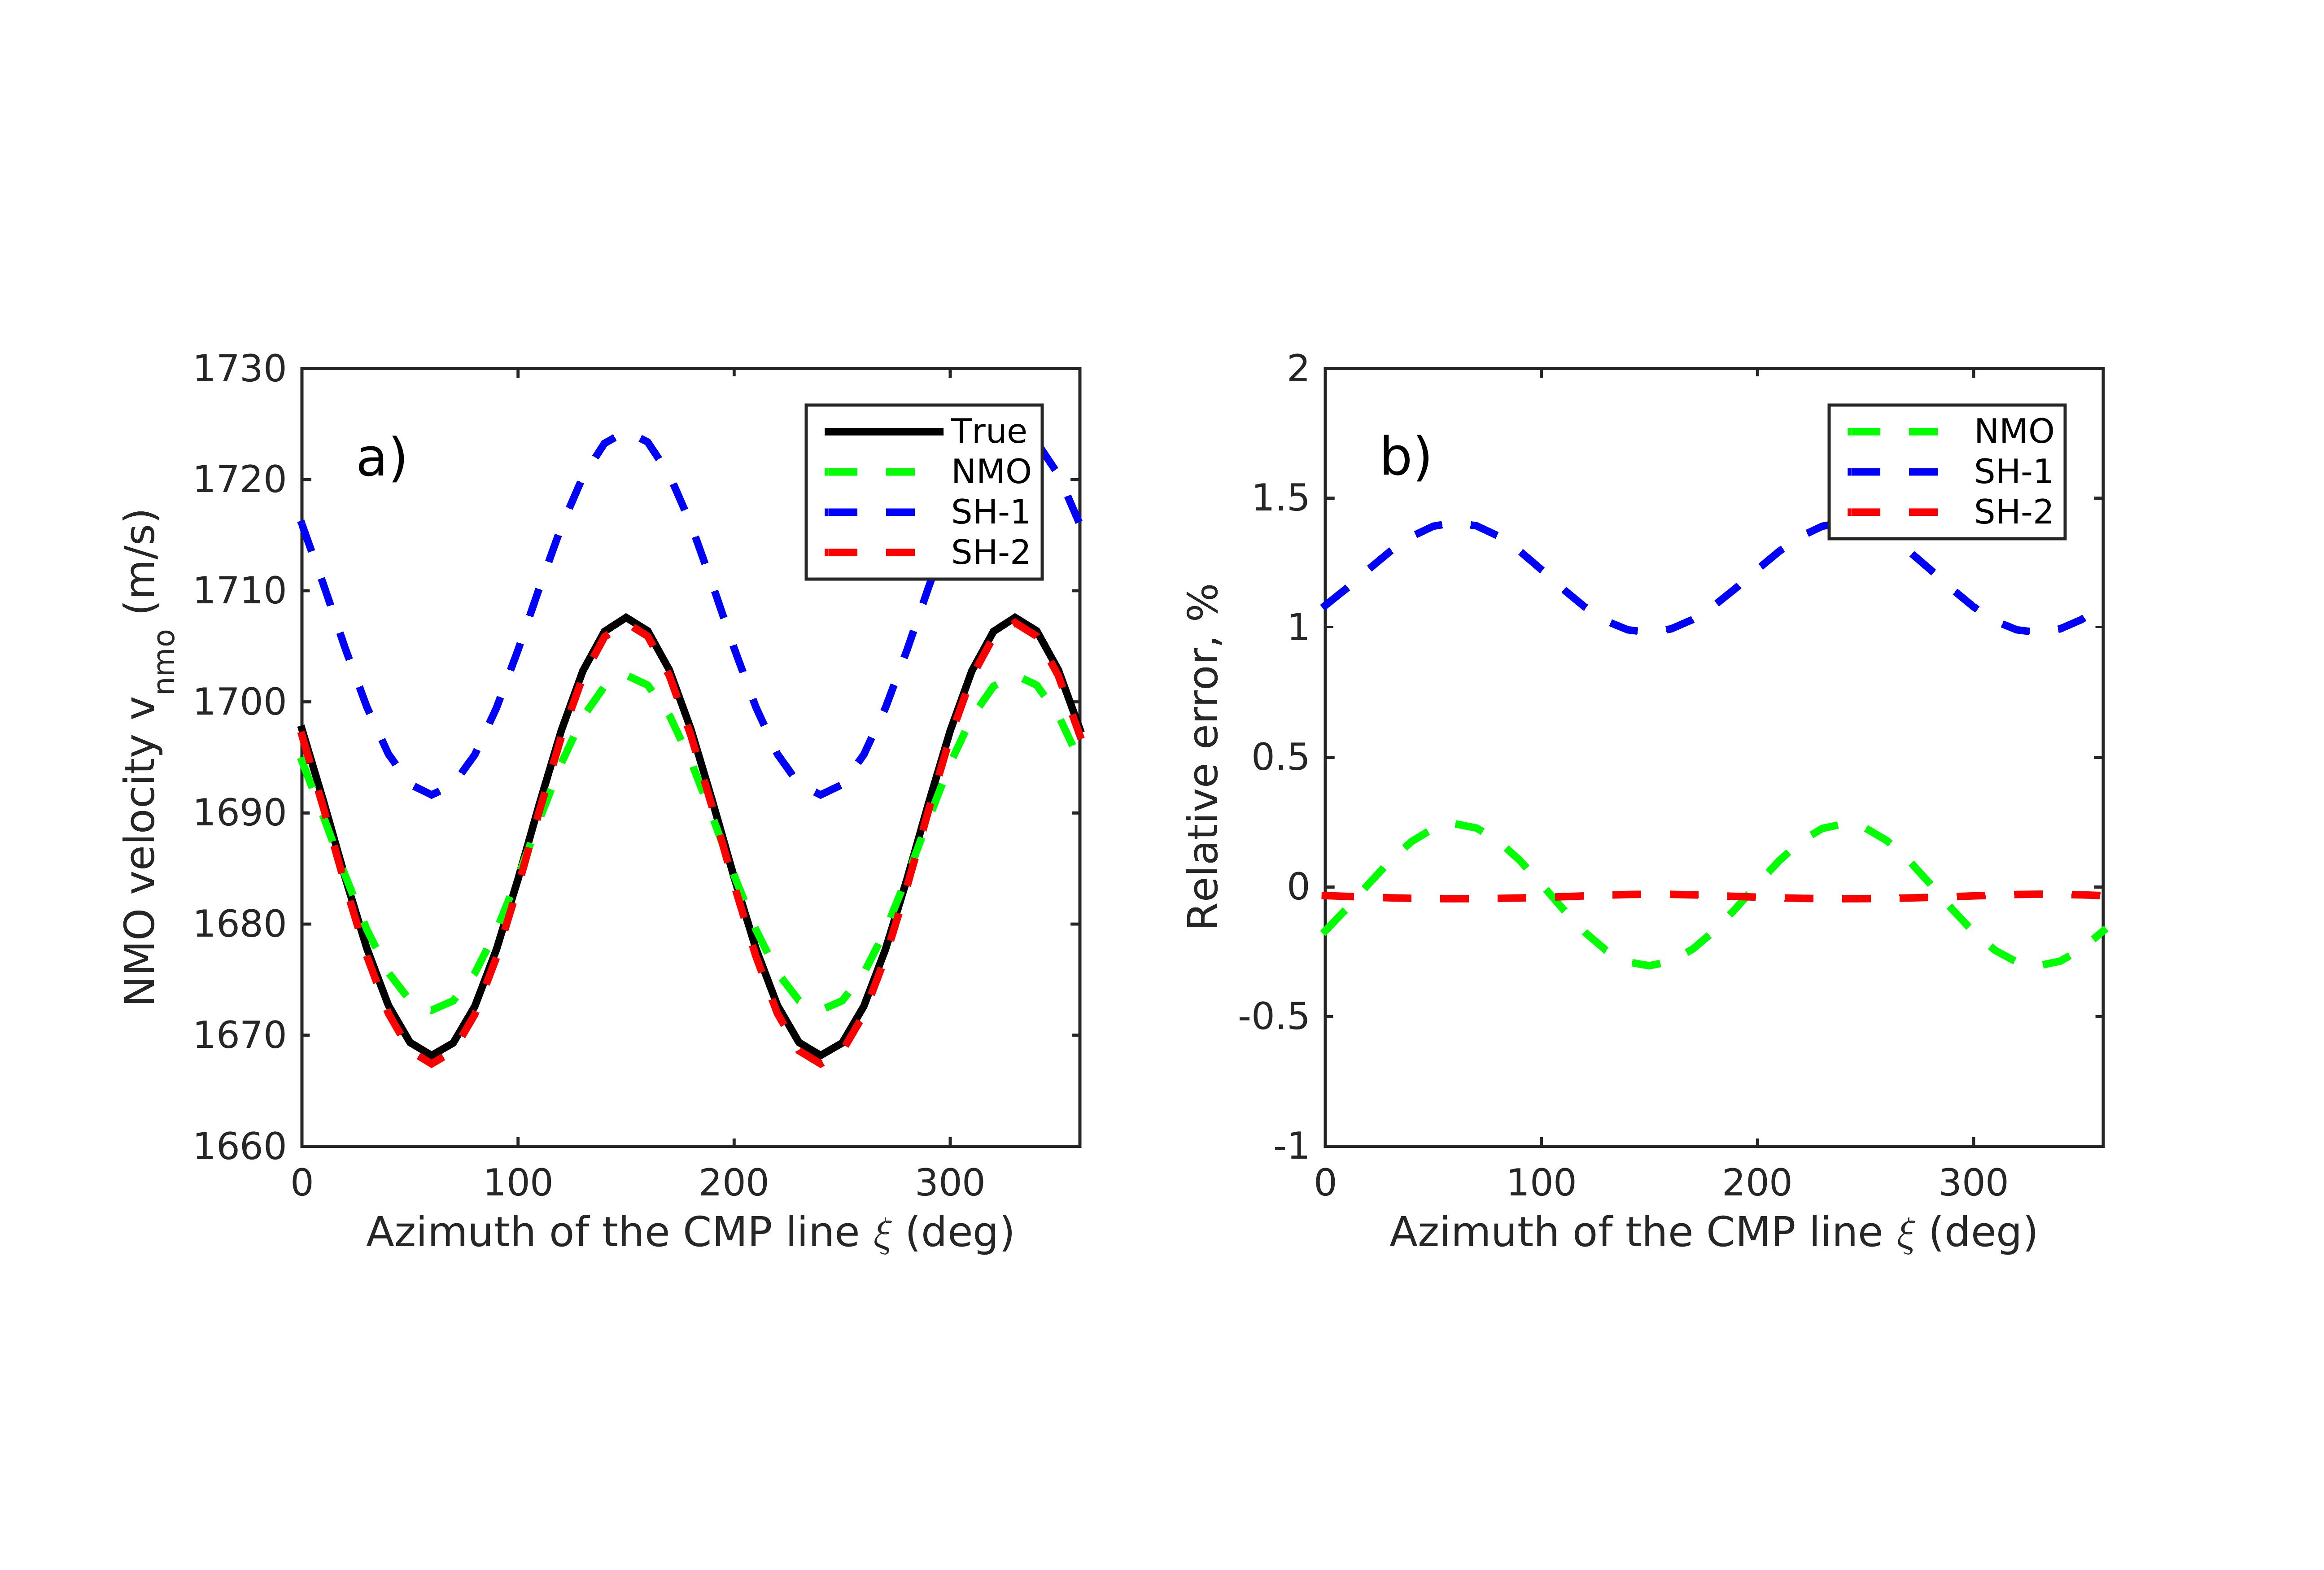 a)
1730
1720
1710
1700
1690
1680
1670
1660
0
100
200
300
NMO velocity v nmo (m/s)
Azimuth of the CMP line ξ (deg)
True
NMO
SH-1
SH-2
b)
2
1.5
1
0.5
0
-0.5
-1
0
100
200
300
Relative error, %
Azimuth of the CMP line ξ (deg)
NMO
SH-1
SH-2